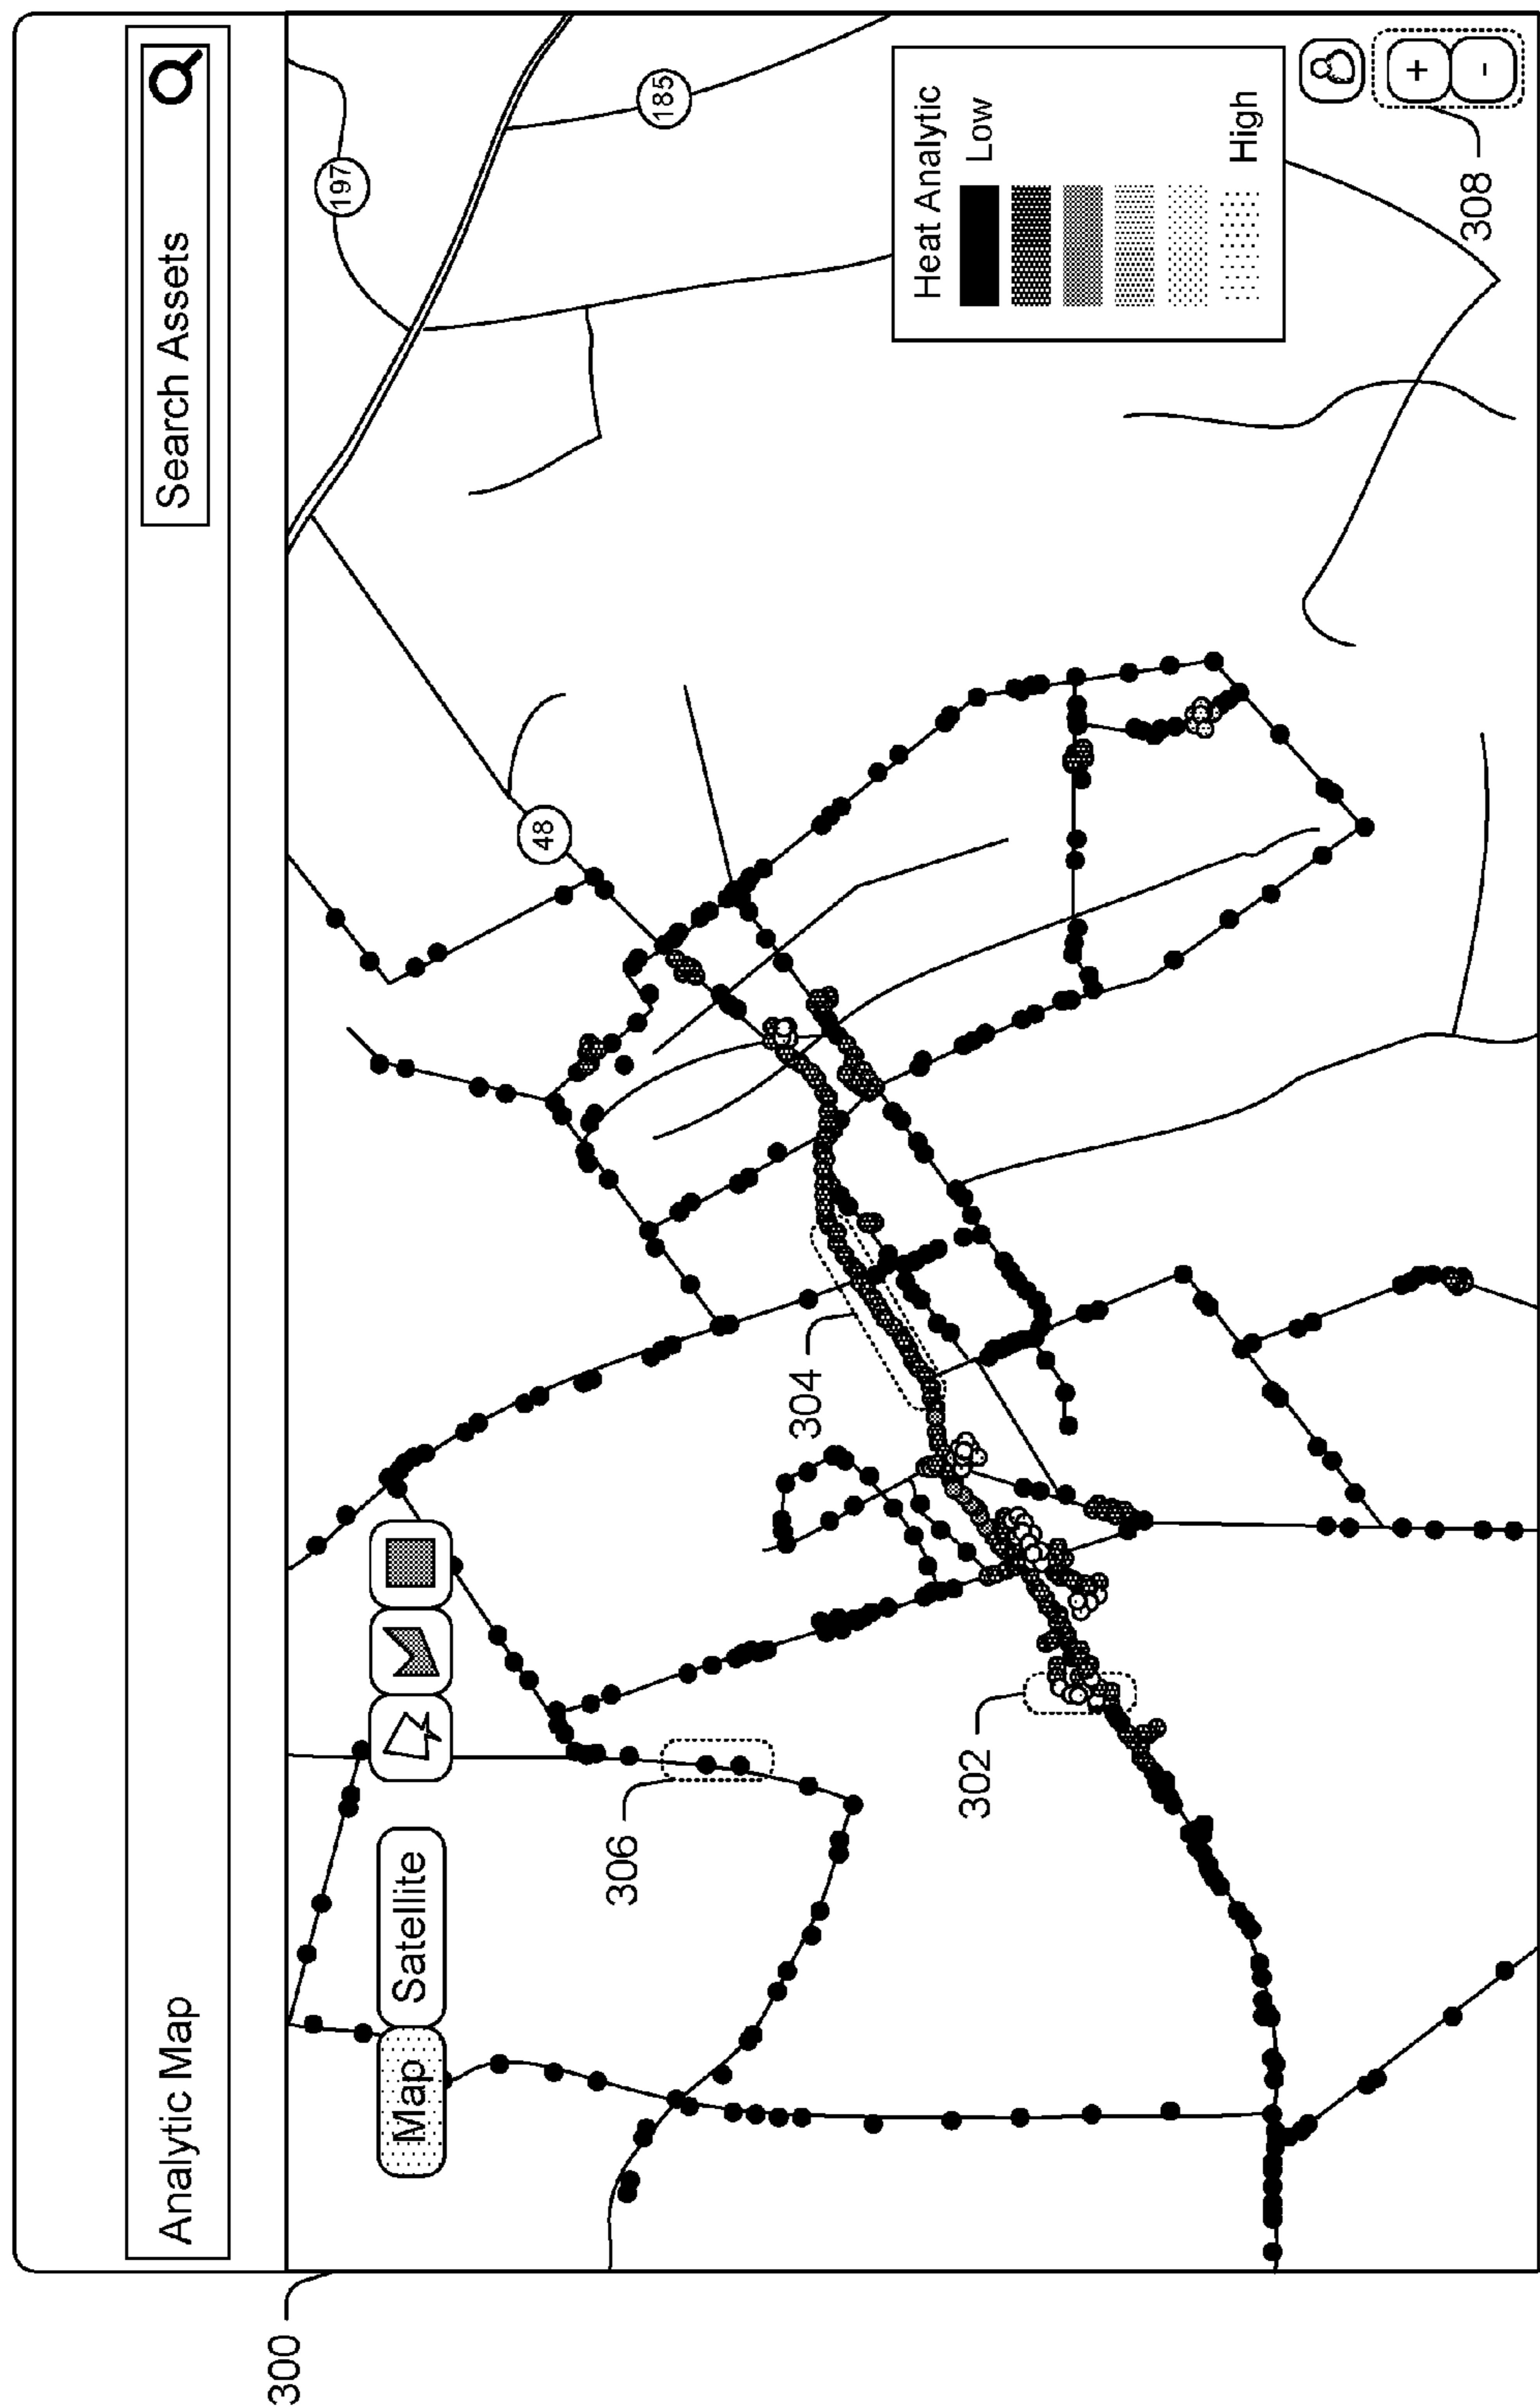 300
Analytic Map
Search Assets
Map
Satellite
197
185
48
306
304
302
Heat Analytic
Low
High
+
-
308